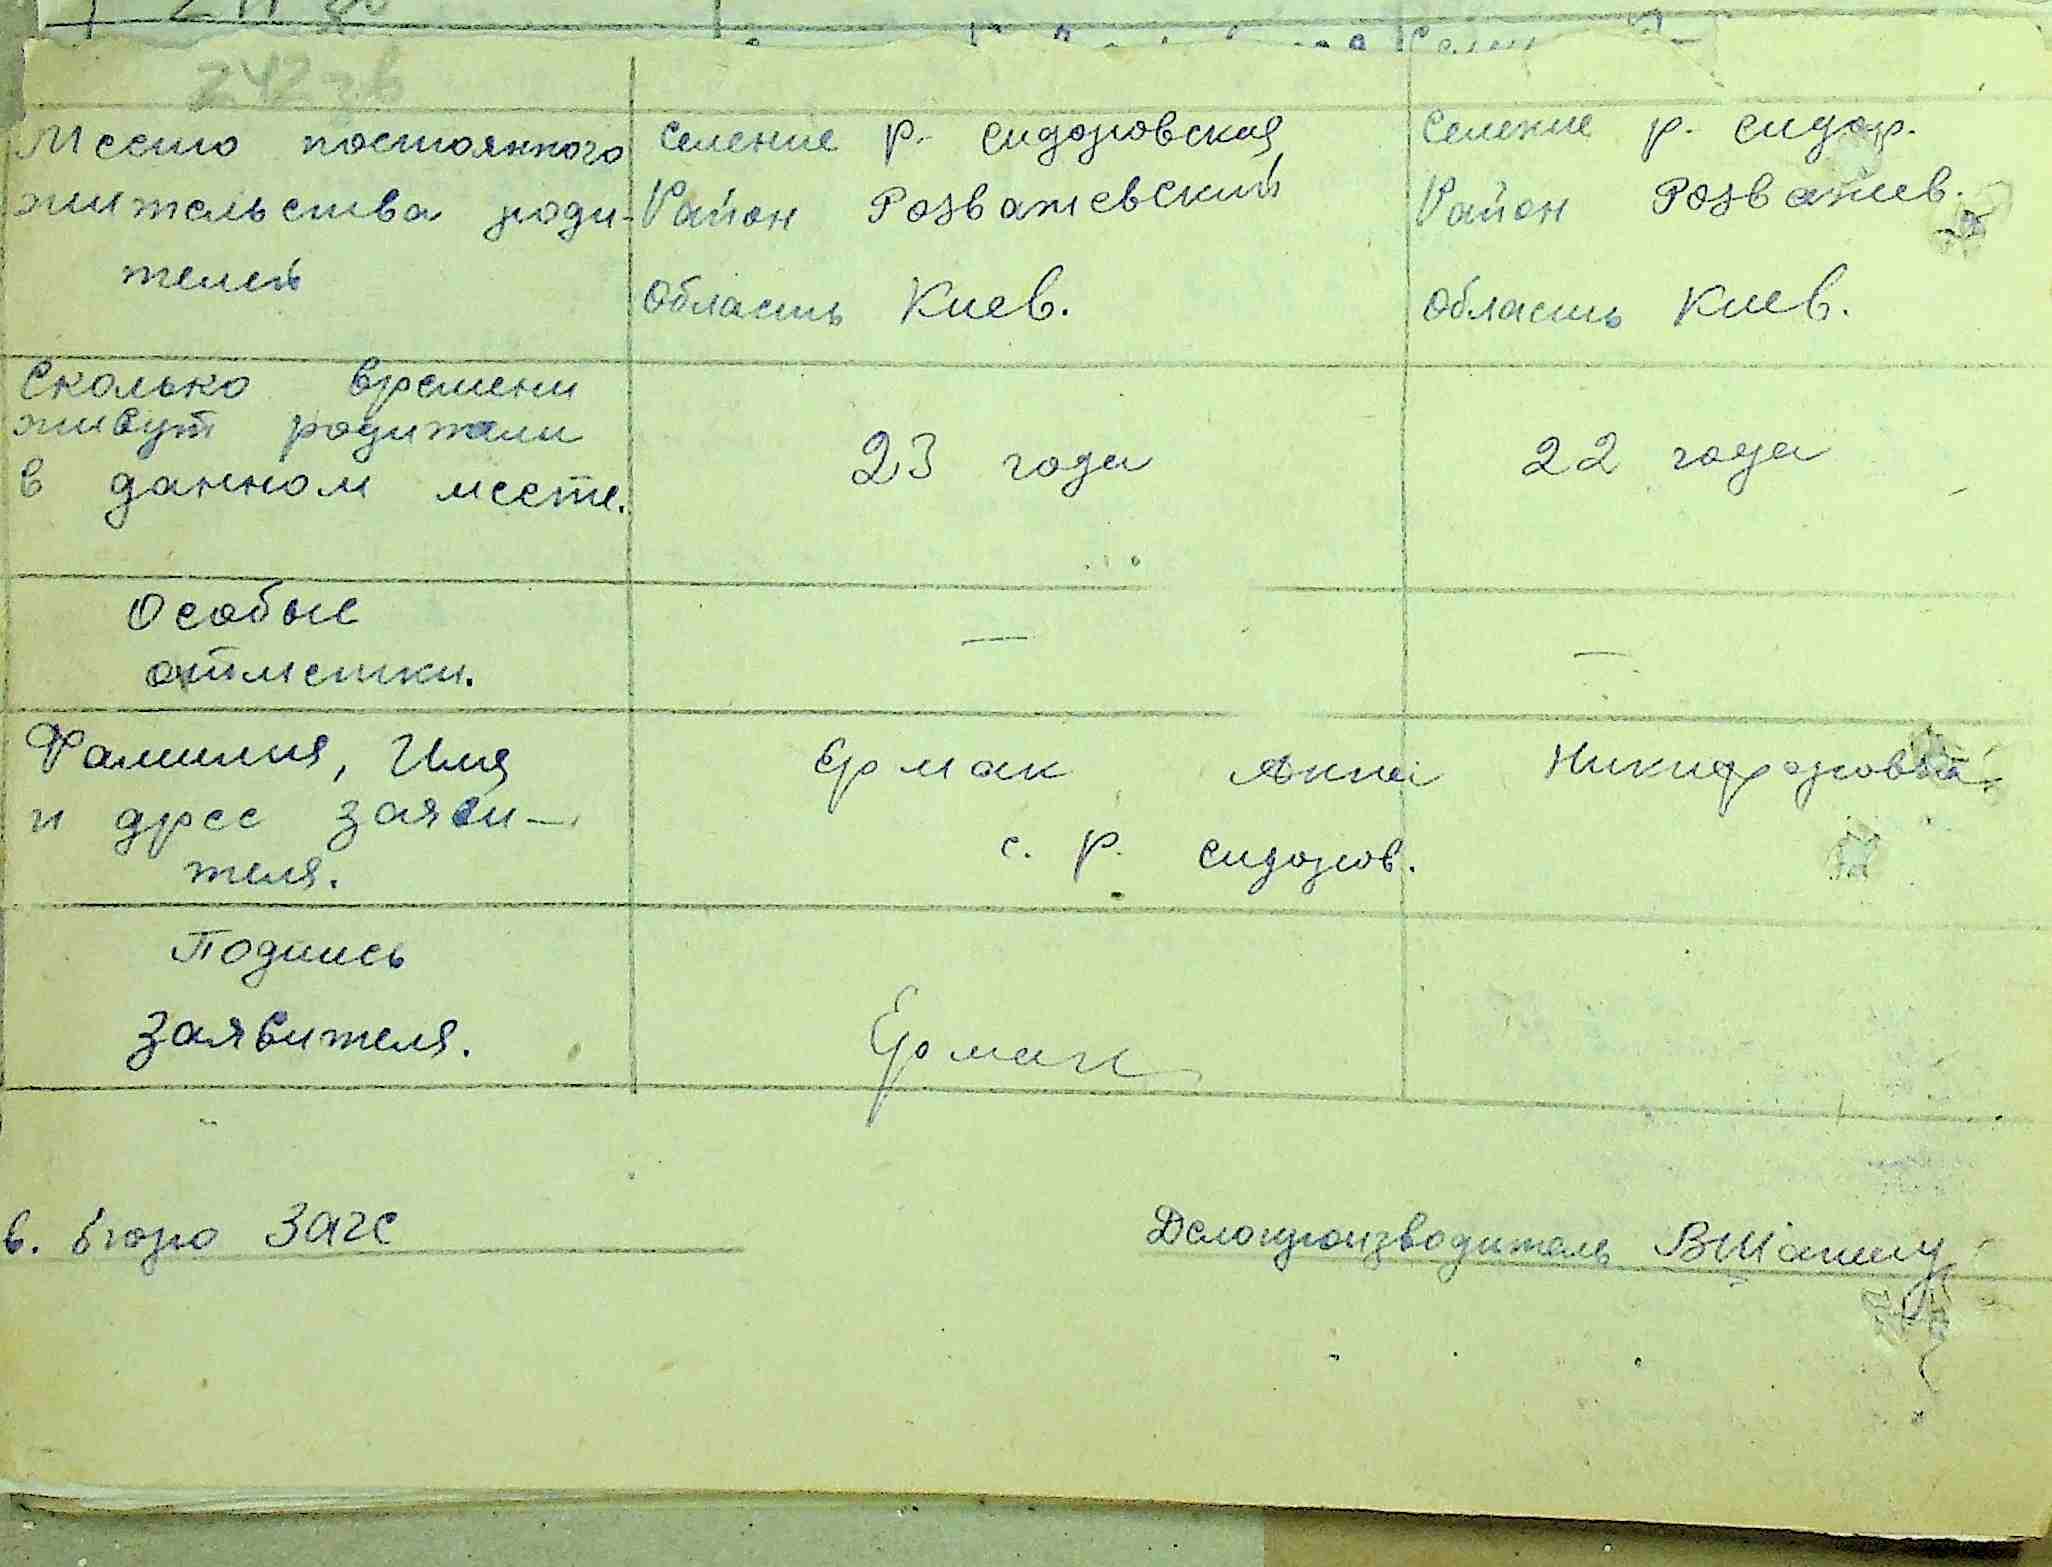 242 зв
Место постоянного
жительства роди-
телей
Селение р. Сидоровская
Район Розважевский
Область Киев.
Селение р. Сидор.
Район Розважев.
Область Киев.
Сколько времени
живут родители
в данном месте.
23 года
22 года
Особые
отметки.
—
—
Фамилия, Имя
и адрес заяви-
теля.
Ермак Анна Никифоровна
с. Р. Сидоров.
Подпись
заявителя.
Ермак
в. бюро Загс
Делопроизводитель